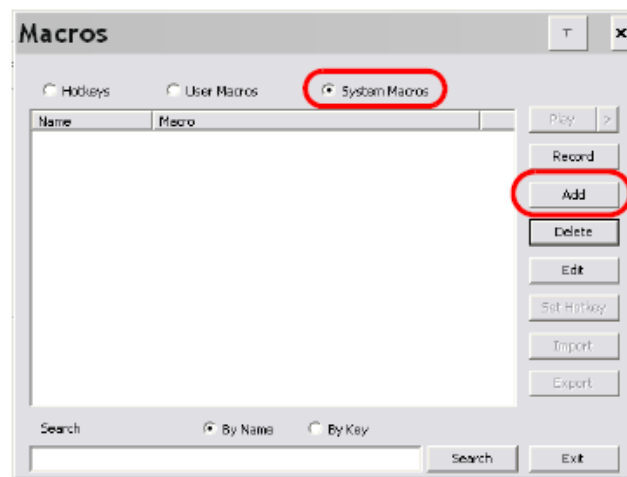 Macros
T
x
Hotkeys
User Macros
System Macros
Name
Macro
Play
>
Record
Add
Delete
Edit
Set Hotkey
Import
Export
Search
By Name
By Key
Search
Exit